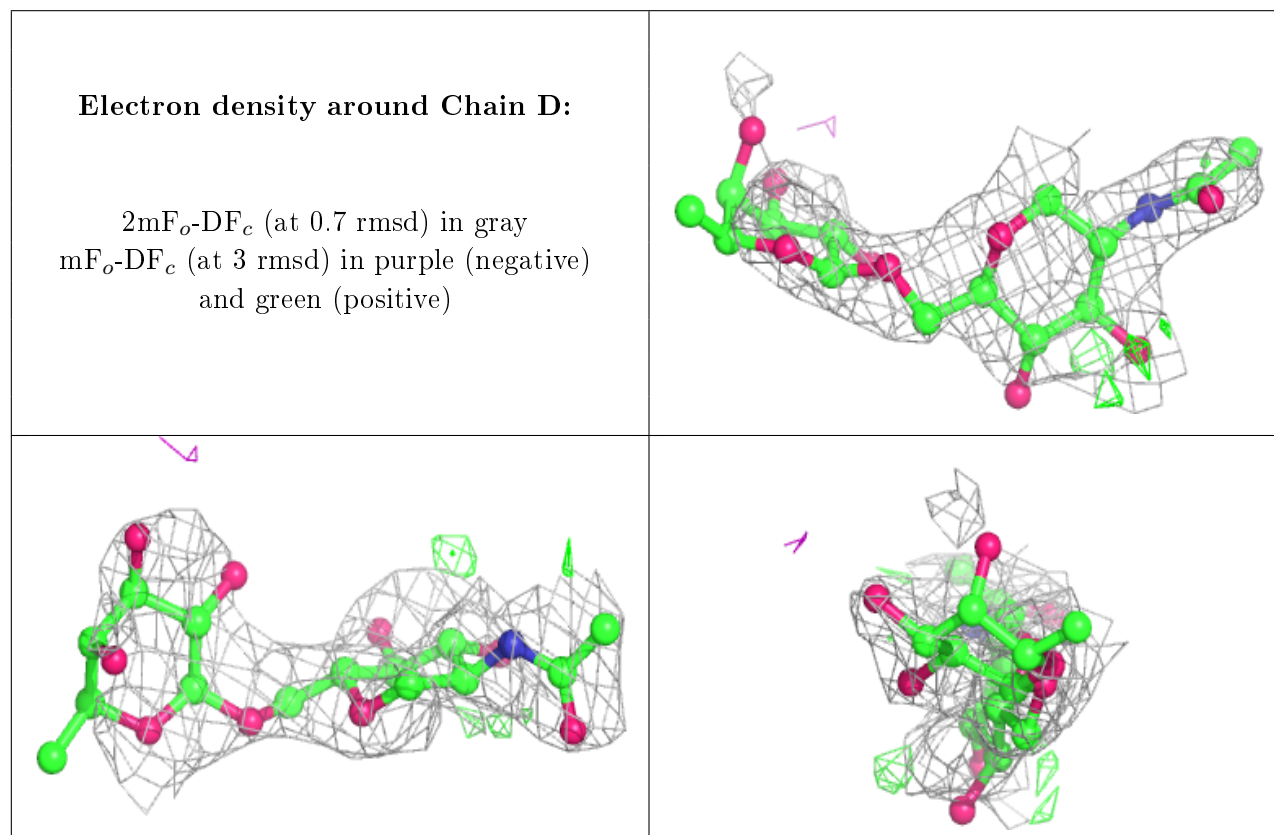 Electron density around Chain D:
2mFₒ-DF𝑐 (at 0.7 rmsd) in gray
mFₒ-DF𝑐 (at 3 rmsd) in purple (negative)
and green (positive)